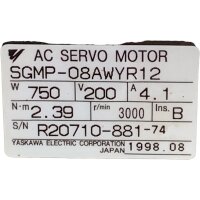 AC SERVO MOTOR
SGMP-08AWYR12
W 750 V 200 A 4.1
N·m 2.39 r/min 3000 Ins. B
S/N R20710-881-74
YASKAWA ELECTRIC CORPORATION
JAPAN 1998.08